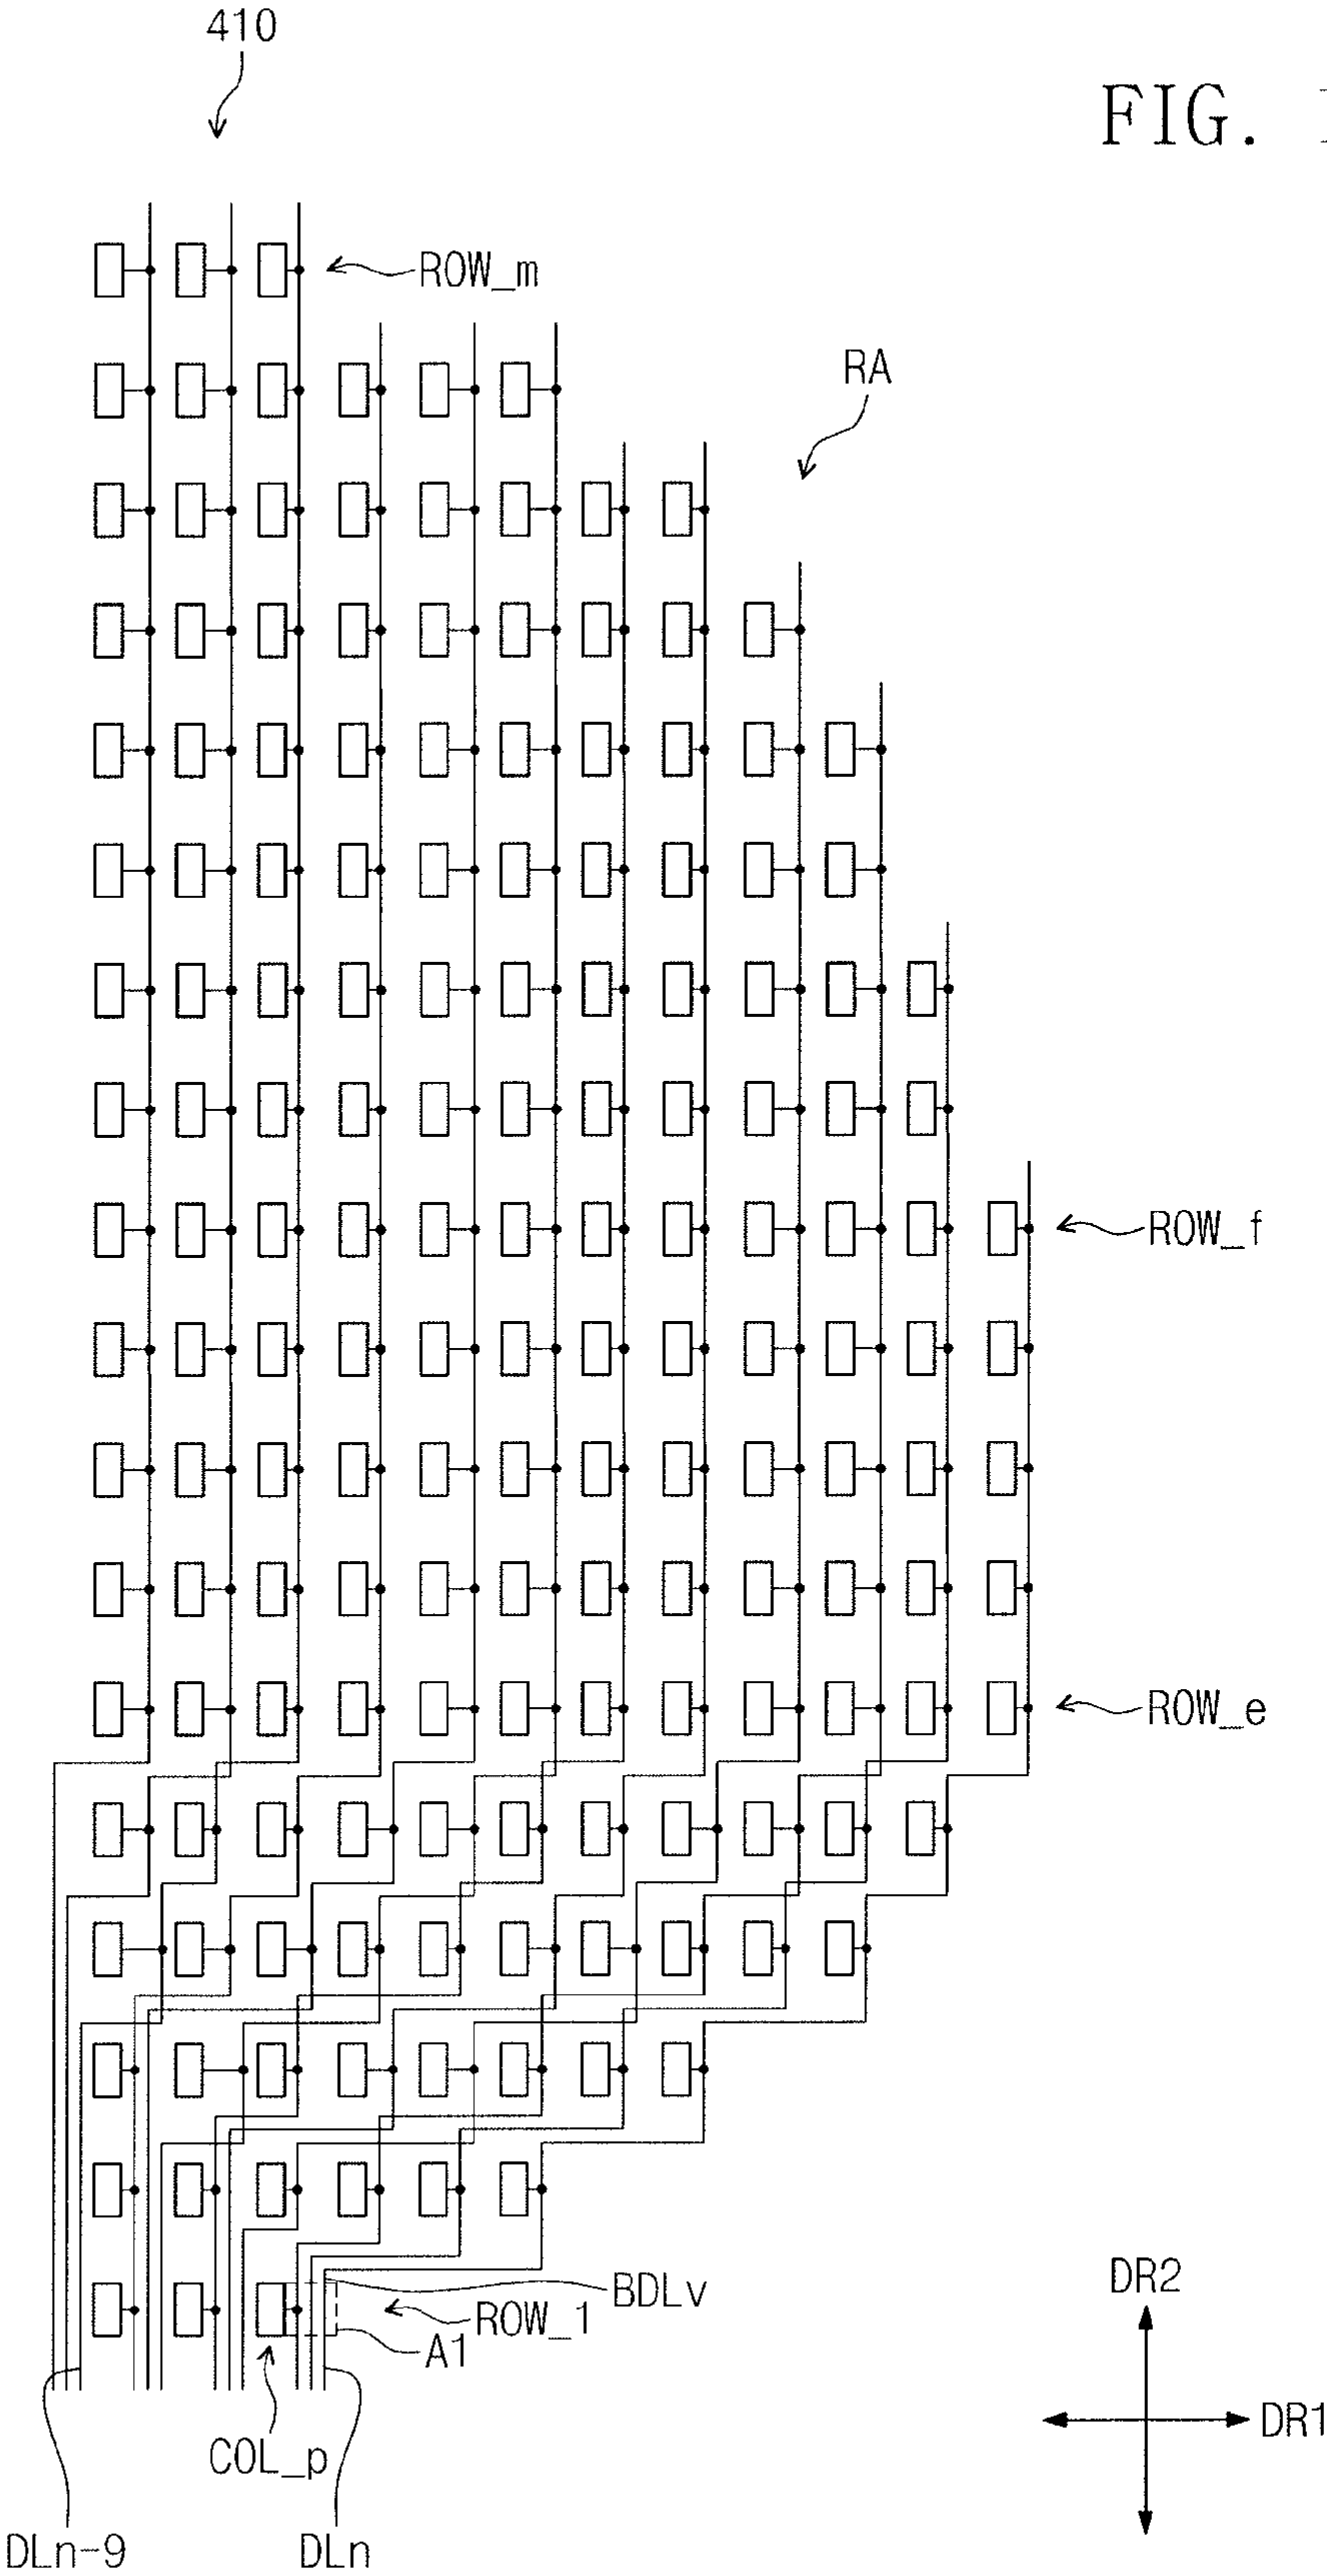 410
FIG.
ROW_m
RA
ROW_f
ROW_e
BDLv
ROW_1
A1
COL_p
DLn-9
DLn
DR2
DR1